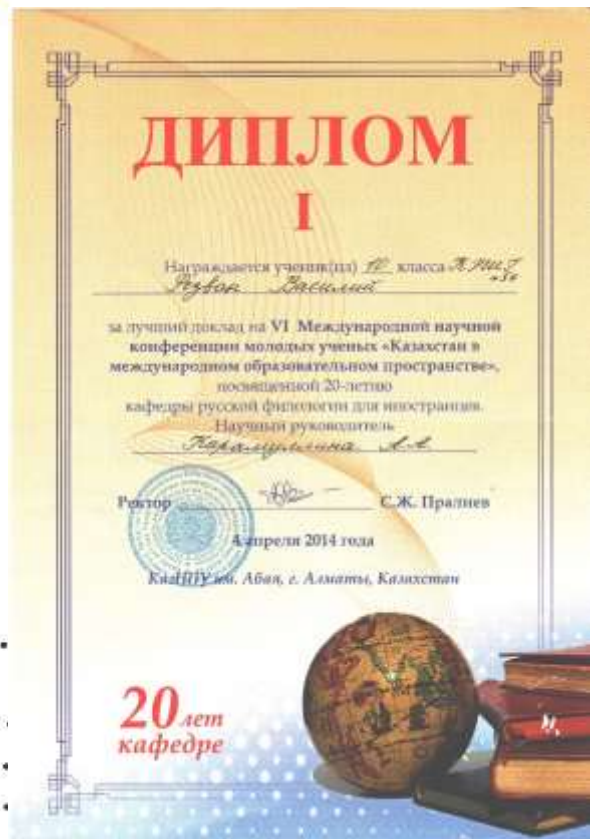 ДИПЛОМ
I
Награждается ученик(ца) 10 класса
Василий
за лучший доклад на VI Международной научной
конференции молодых ученых «Казахстан в
международном образовательном пространстве»,
посвященной 20-летию
кафедры русской филологии для иностранцев.
Научный руководитель
Карамуллина А.А.
Ректор С.Ж. Пралиев
4 апреля 2014 года
КазНПУ им. Абая, г. Алматы, Казахстан
20 лет
кафедре